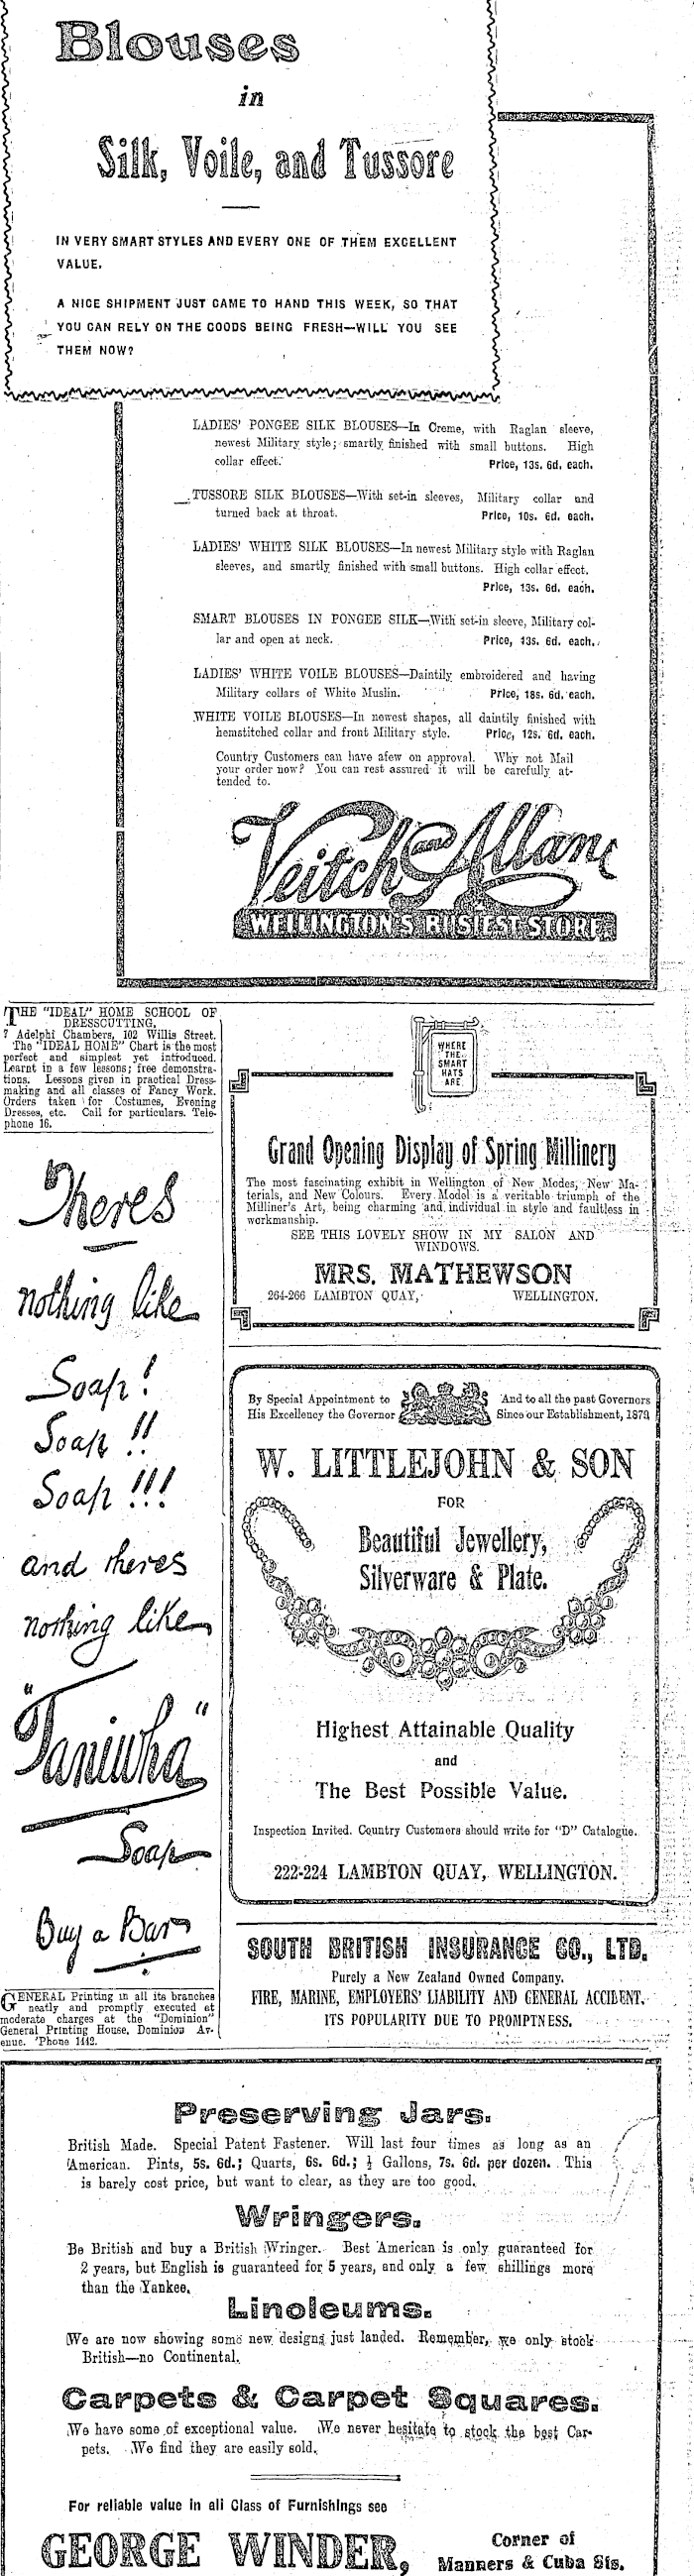 Blouses
in
Silk, Voile, and Tussore
IN VERY SMART STYLES AND EVERY ONE OF THEM EXCELLENT
VALUE.
A NICE SHIPMENT JUST CAME TO HAND THIS WEEK, SO THAT
YOU CAN RELY ON THE GOODS BEING FRESH—WILL YOU SEE
THEM NOW?
LADIES' PONGEE SILK BLOUSES—In Creme, with Raglan sleeve,
newest Military style; smartly finished with small buttons. High
collar effect. Price, 13s. 6d. each.
TUSSORE SILK BLOUSES—With set-in sleeves, Military collar and
turned back at throat. Price, 10s. 6d. each.
LADIES' WHITE SILK BLOUSES—In newest Military style with Raglan
sleeves, and smartly finished with small buttons. High collar effect.
Price, 13s. 6d. each.
SMART BLOUSES IN PONGEE SILK—With set-in sleeve, Military col-
lar and open at neck. Price, 13s. 6d. each.
LADIES' WHITE VOILE BLOUSES—Daintily embroidered and having
Military collars of White Muslin. Price, 18s. 6d. each.
WHITE VOILE BLOUSES—In newest shapes, all daintily finished with
hemstitched collar and front Military style. Price, 12s. 6d. each.
Country Customers can have afew on approval. Why not Mail
your order now? You can rest assured it will be carefully at-
tended to.
Veitch and Allan
WELLINGTON'S BUSIEST STORE.
THE "IDEAL" HOME SCHOOL OF
DRESSCUTTING,
7 Adelphi Chambers, 102 Willis Street.
The "IDEAL HOME" Chart is the most
perfect and simplest yet introduced.
Learnt in a few lessons; free demonstra-
tions. Lessons given in practical Dress-
making and all classes of Fancy Work.
Orders taken for Costumes, Evening
Dresses, etc. Call for particulars. Tele-
phone 16.
Theres
nothing like
Soap!
Soap!!
Soap!!!
and theres
nothing like
"Taniwha"
Soap
Buy a Bar
GENERAL Printing in all its branches
neatly and promptly executed at
moderate charges at the "Dominion"
General Printing House, Dominion Av-
enue. 'Phone 1442.
WHERE
THE
SMART
HATS
ARE
Grand Opening Display of Spring Millinery
The most fascinating exhibit in Wellington of New Modes, New Ma-
terials, and New Colours. Every Model is a veritable triumph of the
Milliner's Art, being charming and individual in style and faultless in
workmanship.
SEE THIS LOVELY SHOW IN MY SALON AND
WINDOWS.
MRS. MATHEWSON
264-266 LAMBTON QUAY, WELLINGTON.
By Special Appointment to And to all the past Governors
His Excellency the Governor Since our Establishment, 1879
W. LITTLEJOHN & SON
FOR
Beautiful Jewellery,
Silverware & Plate.
Highest Attainable Quality
and
The Best Possible Value.
Inspection Invited. Country Customers should write for "D" Catalogue.
222-224 LAMBTON QUAY, WELLINGTON.
SOUTH BRITISH INSURANCE CO., LTD.
Purely a New Zealand Owned Company.
FIRE, MARINE, EMPLOYERS' LIABILITY AND GENERAL ACCIDENT.
ITS POPULARITY DUE TO PROMPTNESS.
Preserving Jars.
British Made. Special Patent Fastener. Will last four times as long as an
American. Pints, 5s. 6d.; Quarts, 6s. 6d.; ½ Gallons, 7s. 6d. per dozen. This
is barely cost price, but want to clear, as they are too good.
Wringers.
Be British and buy a British Wringer. Best American is only guaranteed for
2 years, but English is guaranteed for 5 years, and only a few shillings more
than the Yankee.
Linoleums.
We are now showing some new designs just landed. Remember, we only stock
British—no Continental.
Carpets & Carpet Squares.
We have some of exceptional value. We never hesitate to stock the best Car-
pets. We find they are easily sold.
For reliable value in all Class of Furnishings see
GEORGE WINDER, Corner of
Manners & Cuba Sts.